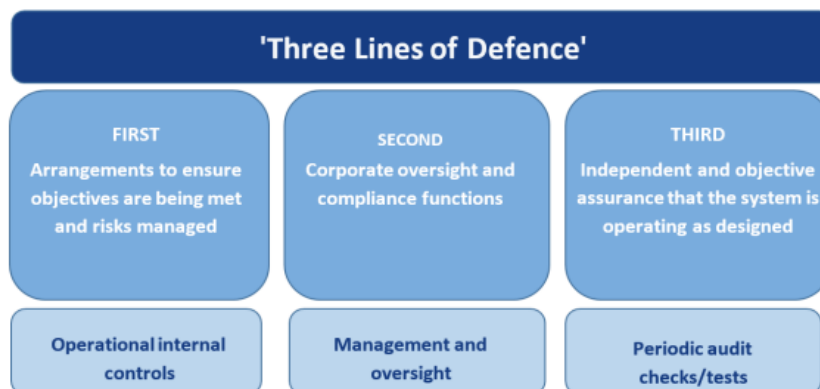 'Three Lines of Defence'
FIRST
Arrangements to ensure
objectives are being met
and risks managed
SECOND
Corporate oversight and
compliance functions
THIRD
Independent and objective
assurance that the system is
operating as designed
Operational internal
controls
Management and
oversight
Periodic audit
checks/tests